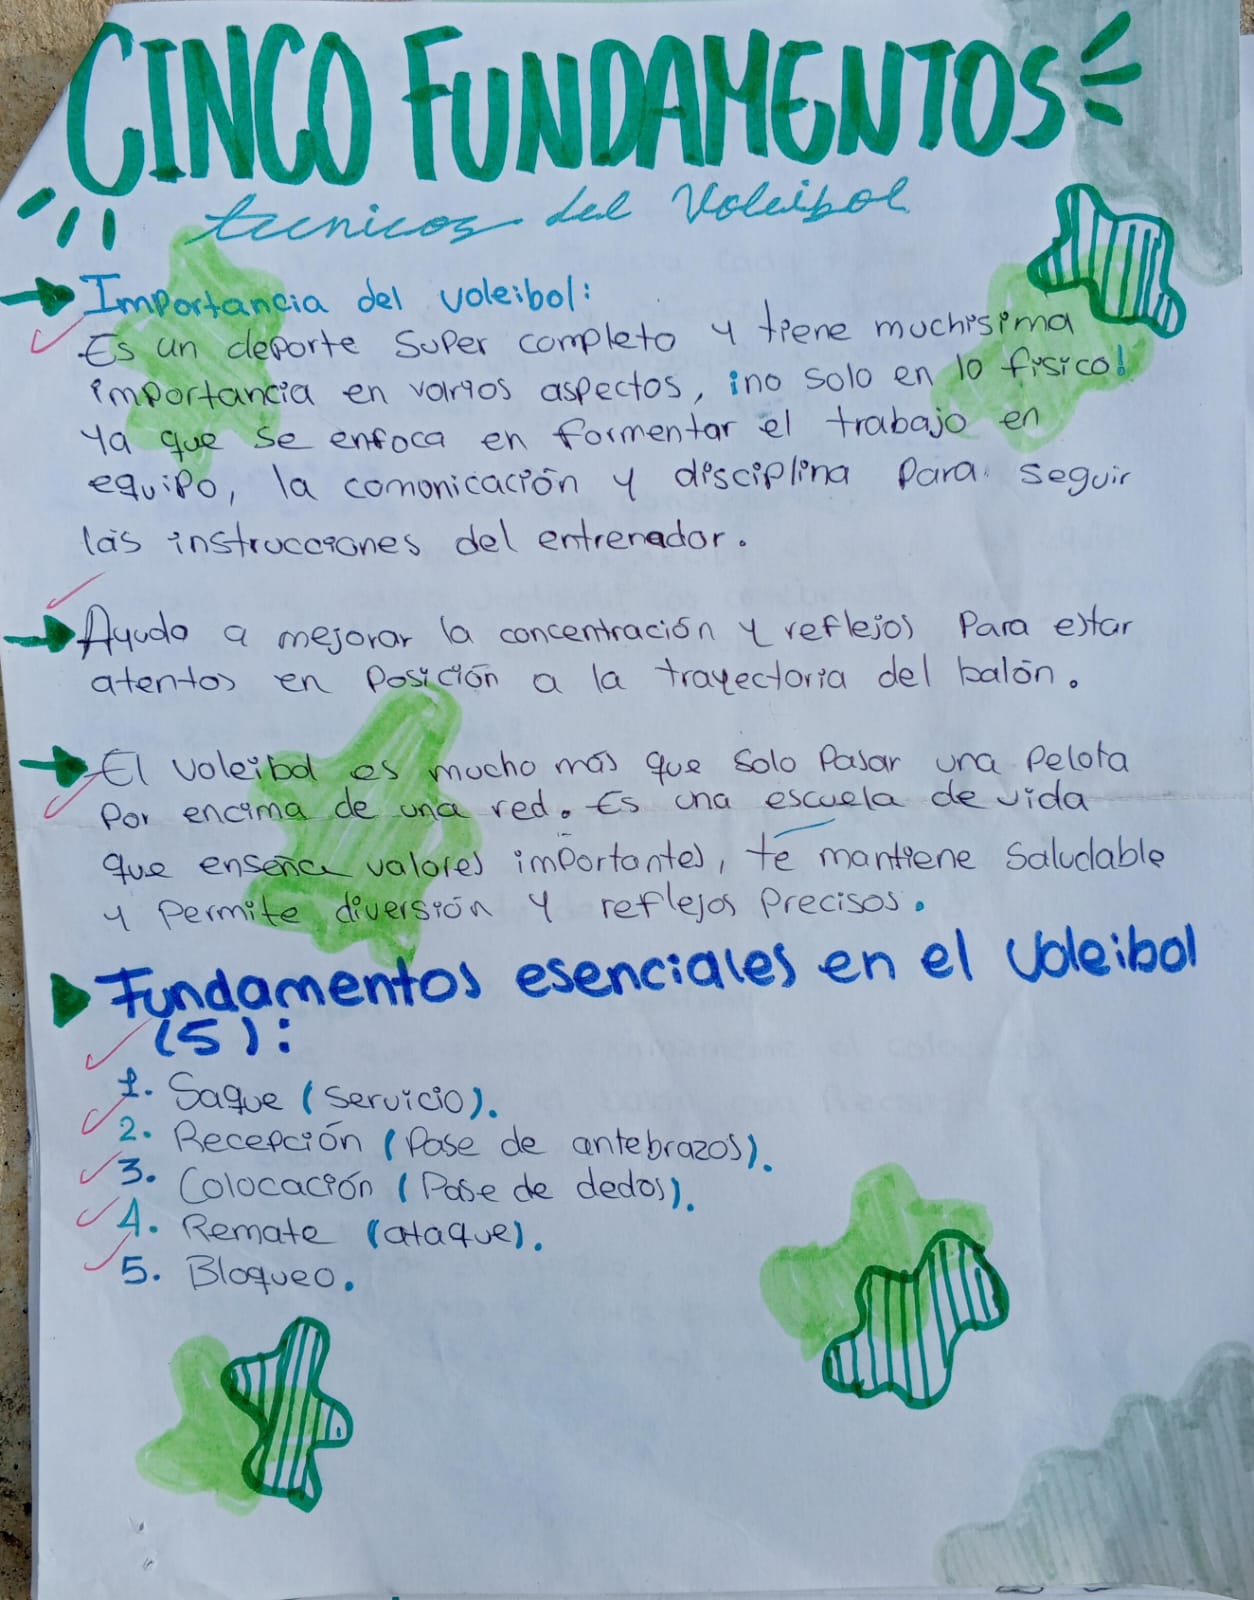 CINCO FUNDAMENTOS
tecnicos del Voleibol
Importancia del voleibol:
Es un deporte super completo y tiene muchisima
importancia en varios aspectos, ¡no solo en lo fisico!
Ya que se enfoca en formentar el trabajo en
equipo, la comonicación y disciplina para seguir
las instrucciones del entrenador.
Ayuda a mejorar la concentración y reflejos para estar
atentos en posición a la trayectoria del balón.
El voleibol es mucho más que solo pasar una pelota
por encima de una red. Es una escuela de vida
que enseña valores importantes, te mantiene saludable
y permite diversión y reflejos precisos.
Fundamentos esenciales en el voleibol
(5):
1. Saque (servicio).
2. Recepción (Pase de antebrazos).
3. Colocación (Pase de dedos).
4. Remate (ataque).
5. Bloqueo.